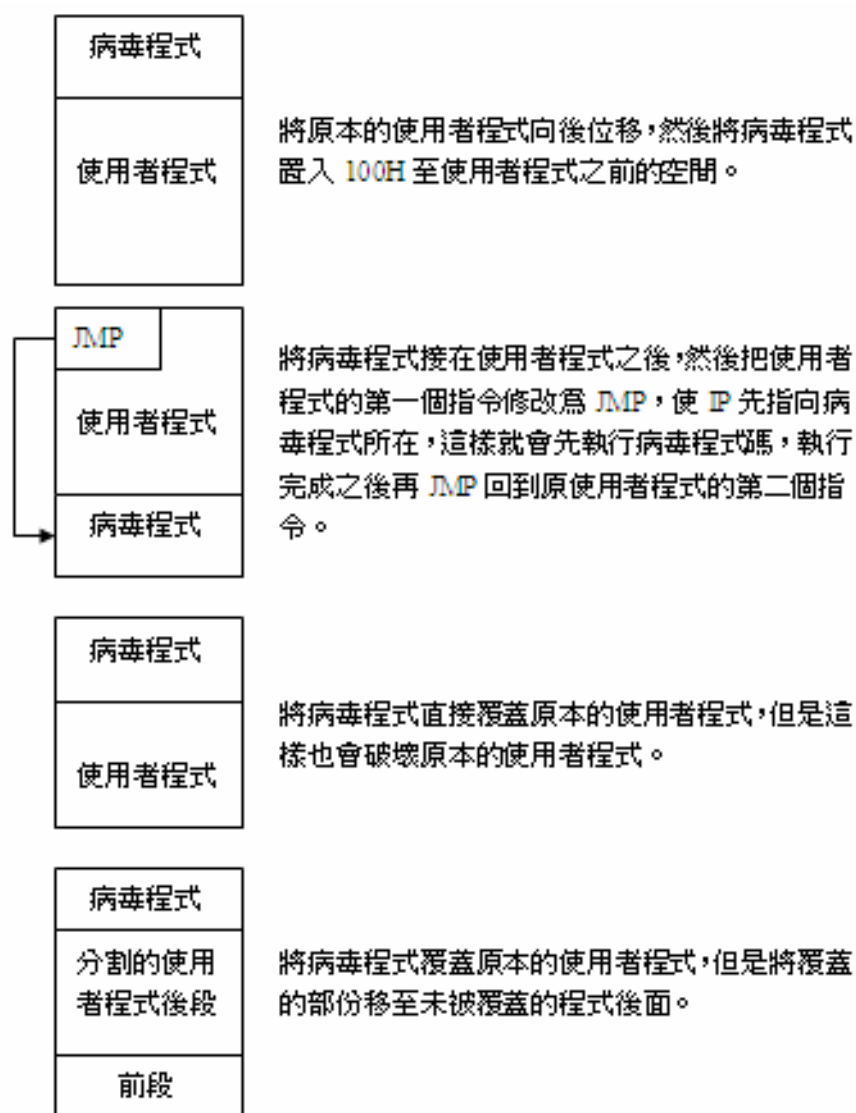 病毒程式
使用者程式
將原本的使用者程式向後位移,然後將病毒程式
置入 100H 至使用者程式之前的空間。
JMP
使用者程式
病毒程式
將病毒程式接在使用者程式之後,然後把使用者
程式的第一個指令修改為 JMP,使 IP 先指向病
毒程式所在,這樣就會先執行病毒程式碼,執行
完成之後再 JMP 回到原使用者程式的第二個指
令。
病毒程式
使用者程式
將病毒程式直接覆蓋原本的使用者程式,但是這
樣也會破壞原本的使用者程式。
病毒程式
分割的使用
者程式後段
前段
將病毒程式覆蓋原本的使用者程式,但是將覆蓋
的部份移至未被覆蓋的程式後面。